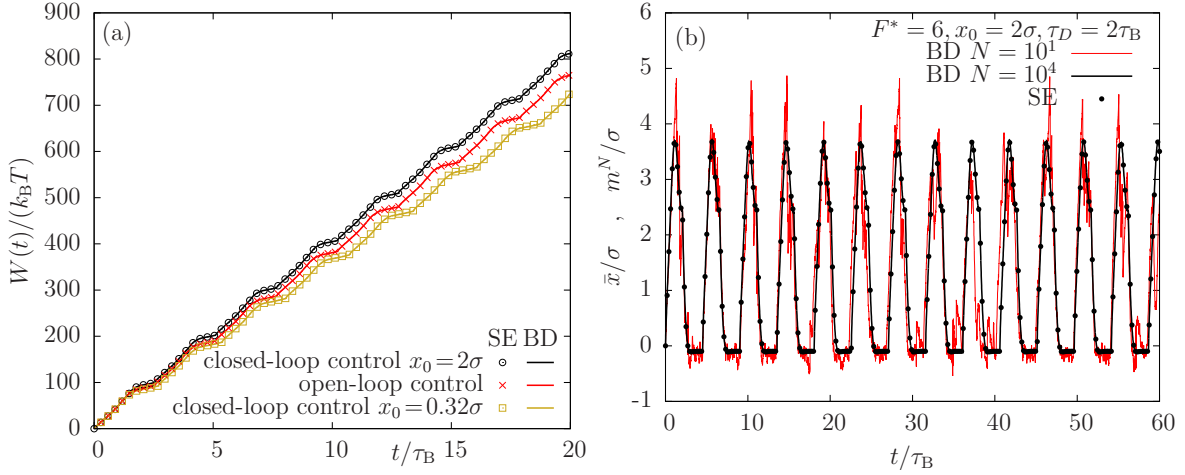 (a)
900
800
700
600
500
400
300
200
100
0
W(t)/(k_BT)
SE BD
closed-loop control x_0=2σ
open-loop control
closed-loop control x_0=0.32σ
0 5 10 15 20
t/τ_B
(b)
6
5
4
3
2
1
0
-1
x̄/σ , m^N/σ
F* = 6, x_0 = 2σ, τ_D = 2τ_B
BD N = 10^1
BD N = 10^4
SE
0 10 20 30 40 50 60
t/τ_B